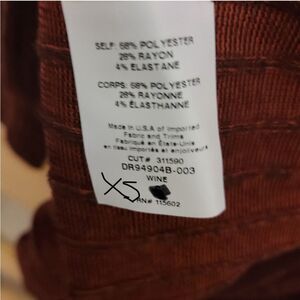 SELF: 68% POLYESTER
28% RAYON
4% ELASTANE
CORPS: 68% POLYESTER
28% RAYONNE
4% ÉLASTHANNE
Made in U.S.A of Imported
Fabric and Trims
Fabriqué en États-Unis
en tissu importés et enjoliveurs
CUT# 311590
DR94904B-003
WINE
XS
RN# 115602